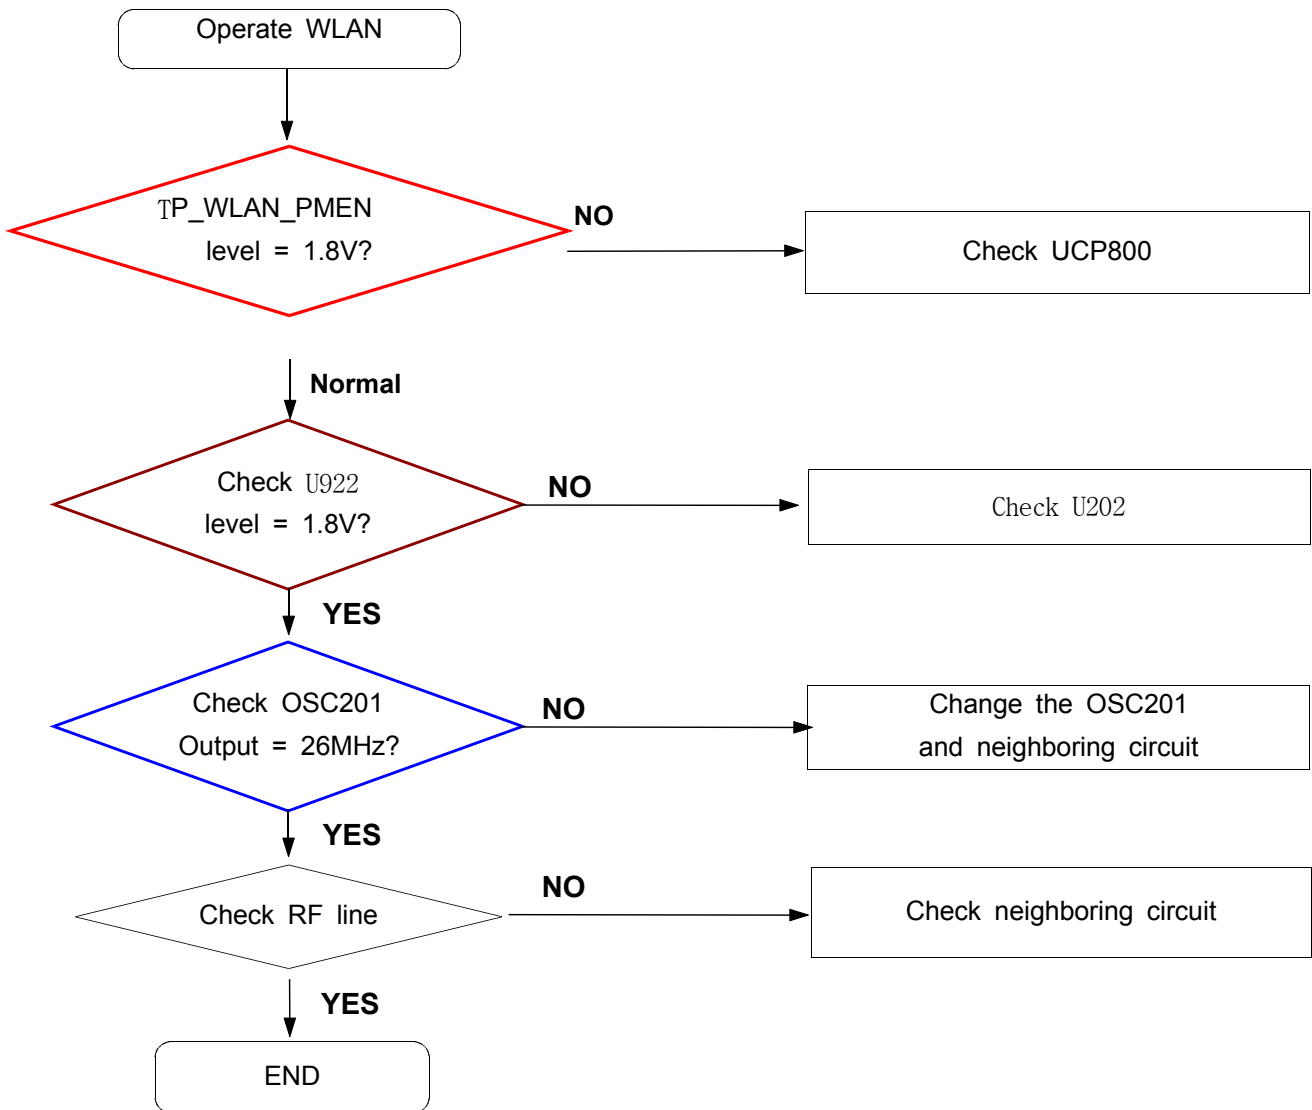 Operate WLAN
TP_WLAN_PMEN
level = 1.8V?
NO
Check UCP800
Normal
Check U922
level = 1.8V?
NO
Check U202
YES
Check OSC201
Output = 26MHz?
NO
Change the OSC201
and neighboring circuit
YES
Check RF line
NO
Check neighboring circuit
YES
END